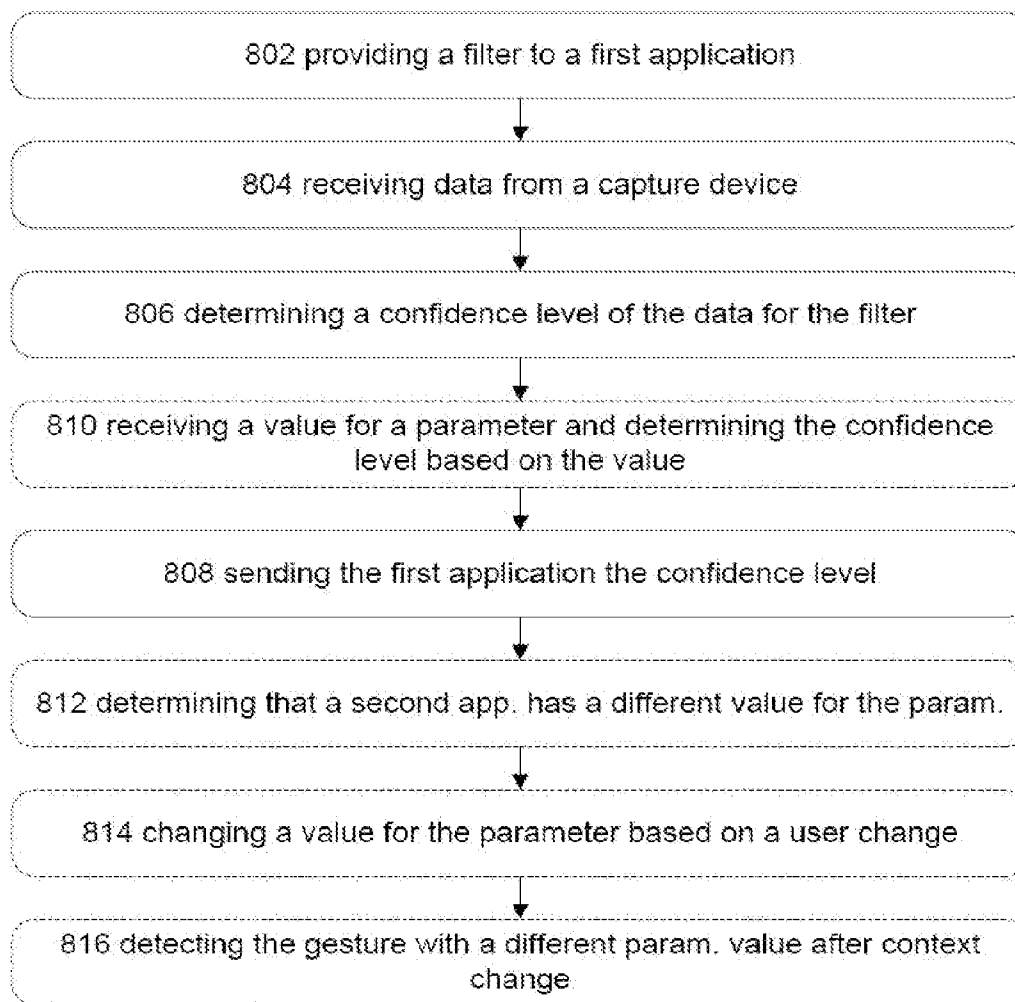 802 providing a filter to a first application
804 receiving data from a capture device
806 determining a confidence level of the data for the filter
810 receiving a value for a parameter and determining the confidence
level based on the value
808 sending the first application the confidence level
812 determining that a second app. has a different value for the param.
814 changing a value for the parameter based on a user change
816 detecting the gesture with a different param. value after context
change